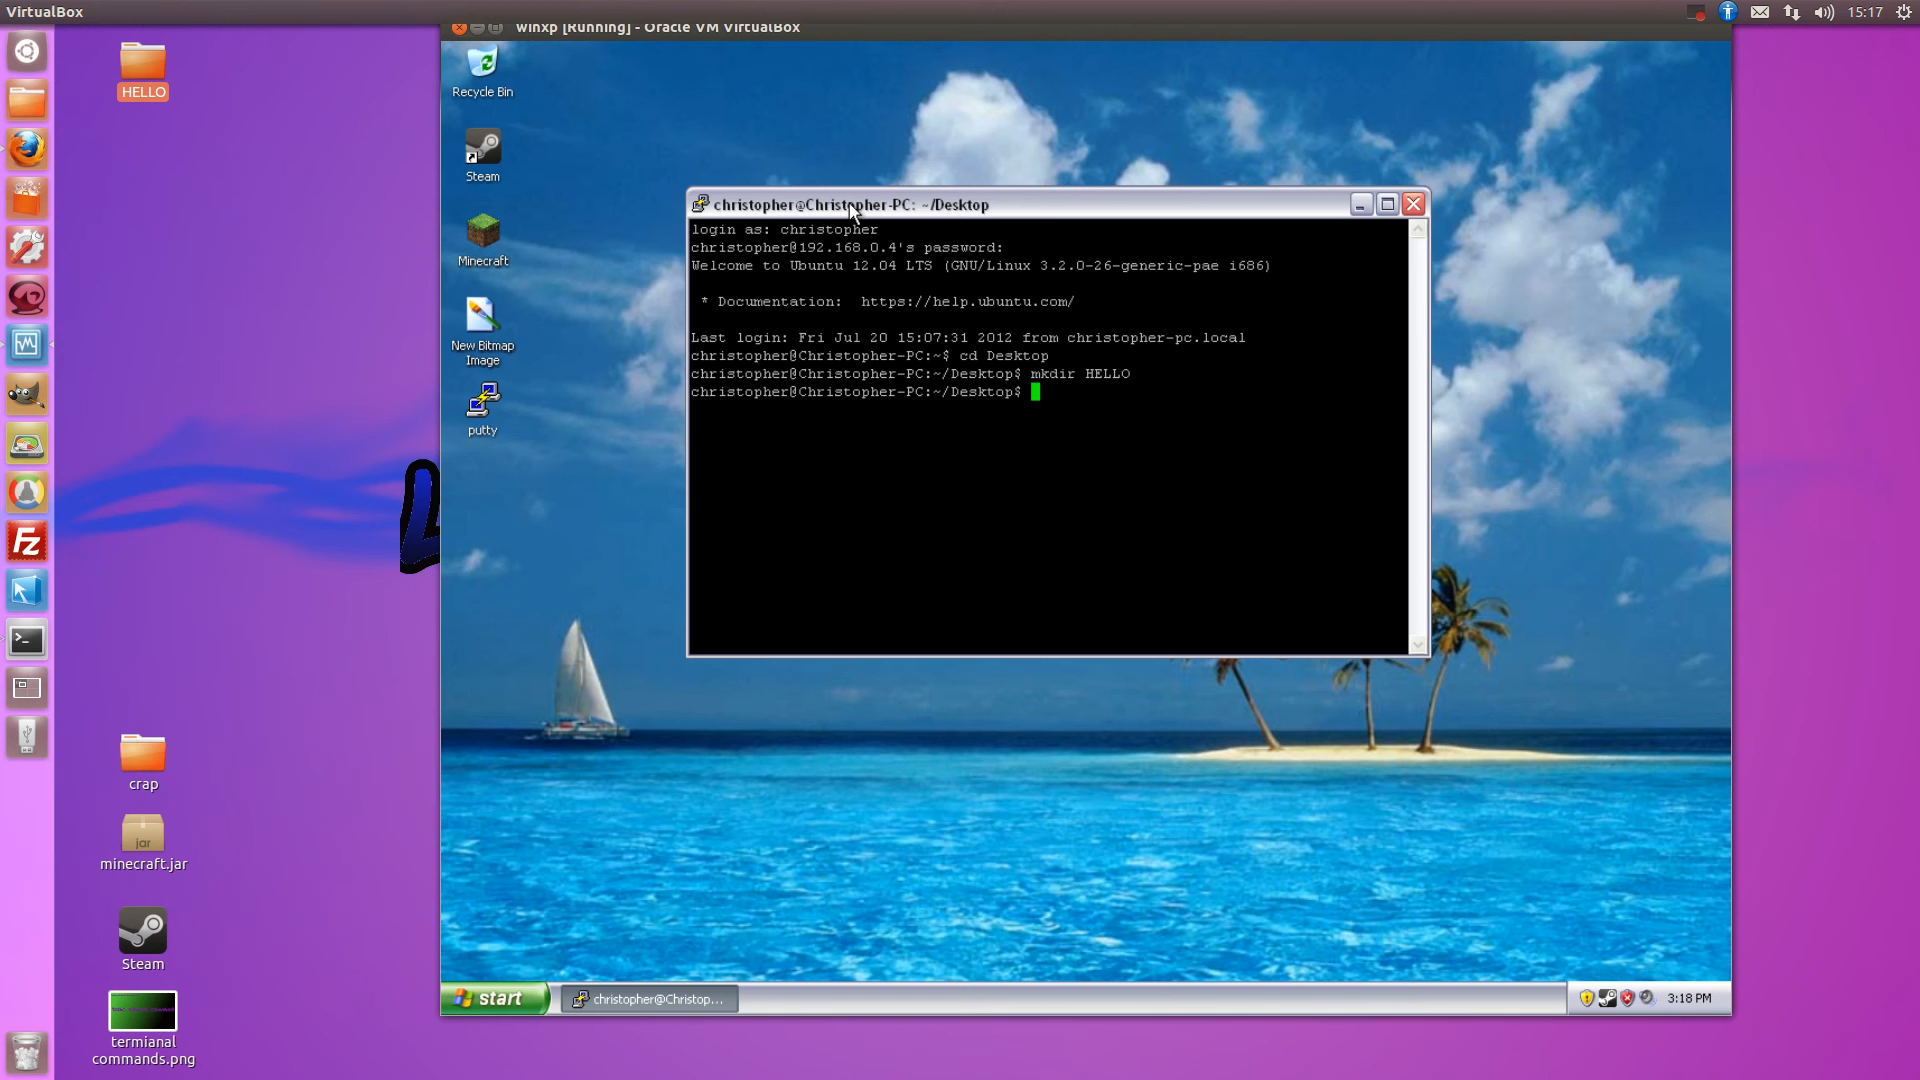 VirtualBox
15:17
winxp [Running] - Oracle VM VirtualBox
HELLO
Recycle Bin
Steam
Minecraft
New Bitmap
Image
putty
christopher@Christopher-PC: ~/Desktop
login as: christopher
christopher@192.168.0.4's password:
Welcome to Ubuntu 12.04 LTS (GNU/Linux 3.2.0-26-generic-pae i686)
* Documentation:  https://help.ubuntu.com/
Last login: Fri Jul 20 15:07:31 2012 from christopher-pc.local
christopher@Christopher-PC:~$ cd Desktop
christopher@Christopher-PC:~/Desktop$ mkdir HELLO
christopher@Christopher-PC:~/Desktop$
Fz
crap
jar
minecraft.jar
Steam
termianal
commands.png
start
christopher@Christop...
3:18 PM